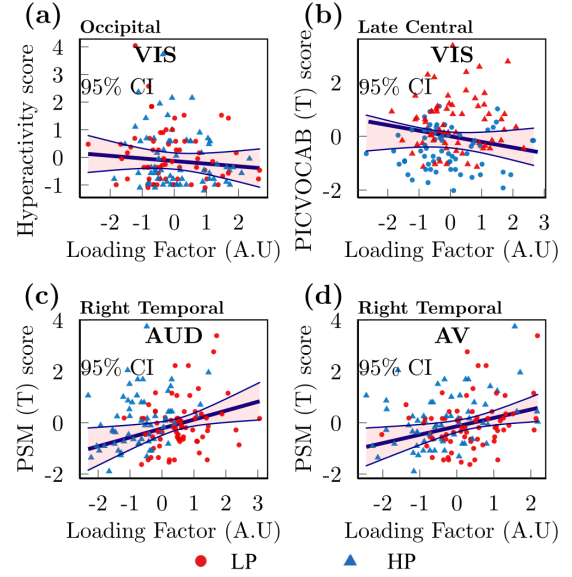 (a) Occipital
VIS
95% CI
Hyperactivity score
4
3
2
1
0
-1
-2 -1 0 1 2
Loading Factor (A.U)
(b) Late Central
VIS
95% CI
PICVOCAB (T) score
2
0
-2
-2 -1 0 1 2 3
Loading Factor (A.U)
(c) Right Temporal
AUD
95% CI
PSM (T) score
4
2
0
-2
-2 -1 0 1 2 3
Loading Factor (A.U)
(d) Right Temporal
AV
95% CI
PSM (T) score
4
2
0
-2
-2 -1 0 1 2
Loading Factor (A.U)
LP HP